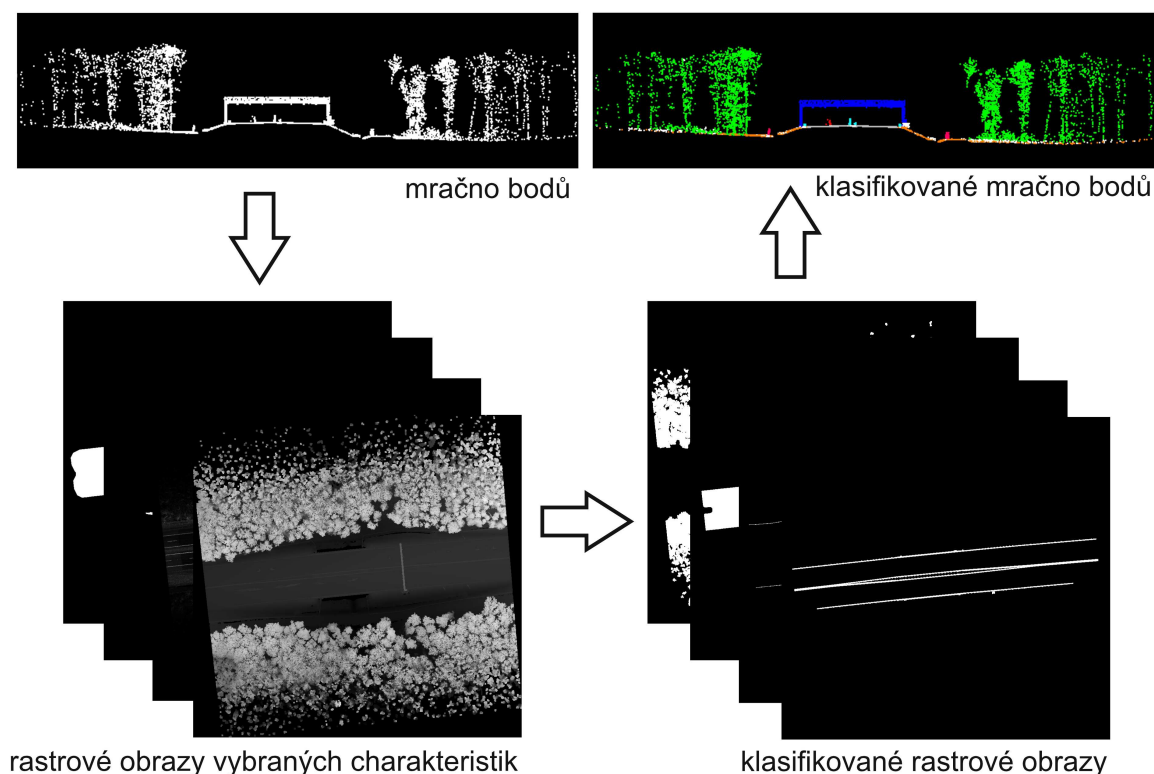 mračno bodů
klasifikované mračno bodů
rastrové obrazy vybraných charakteristik
klasifikované rastrové obrazy